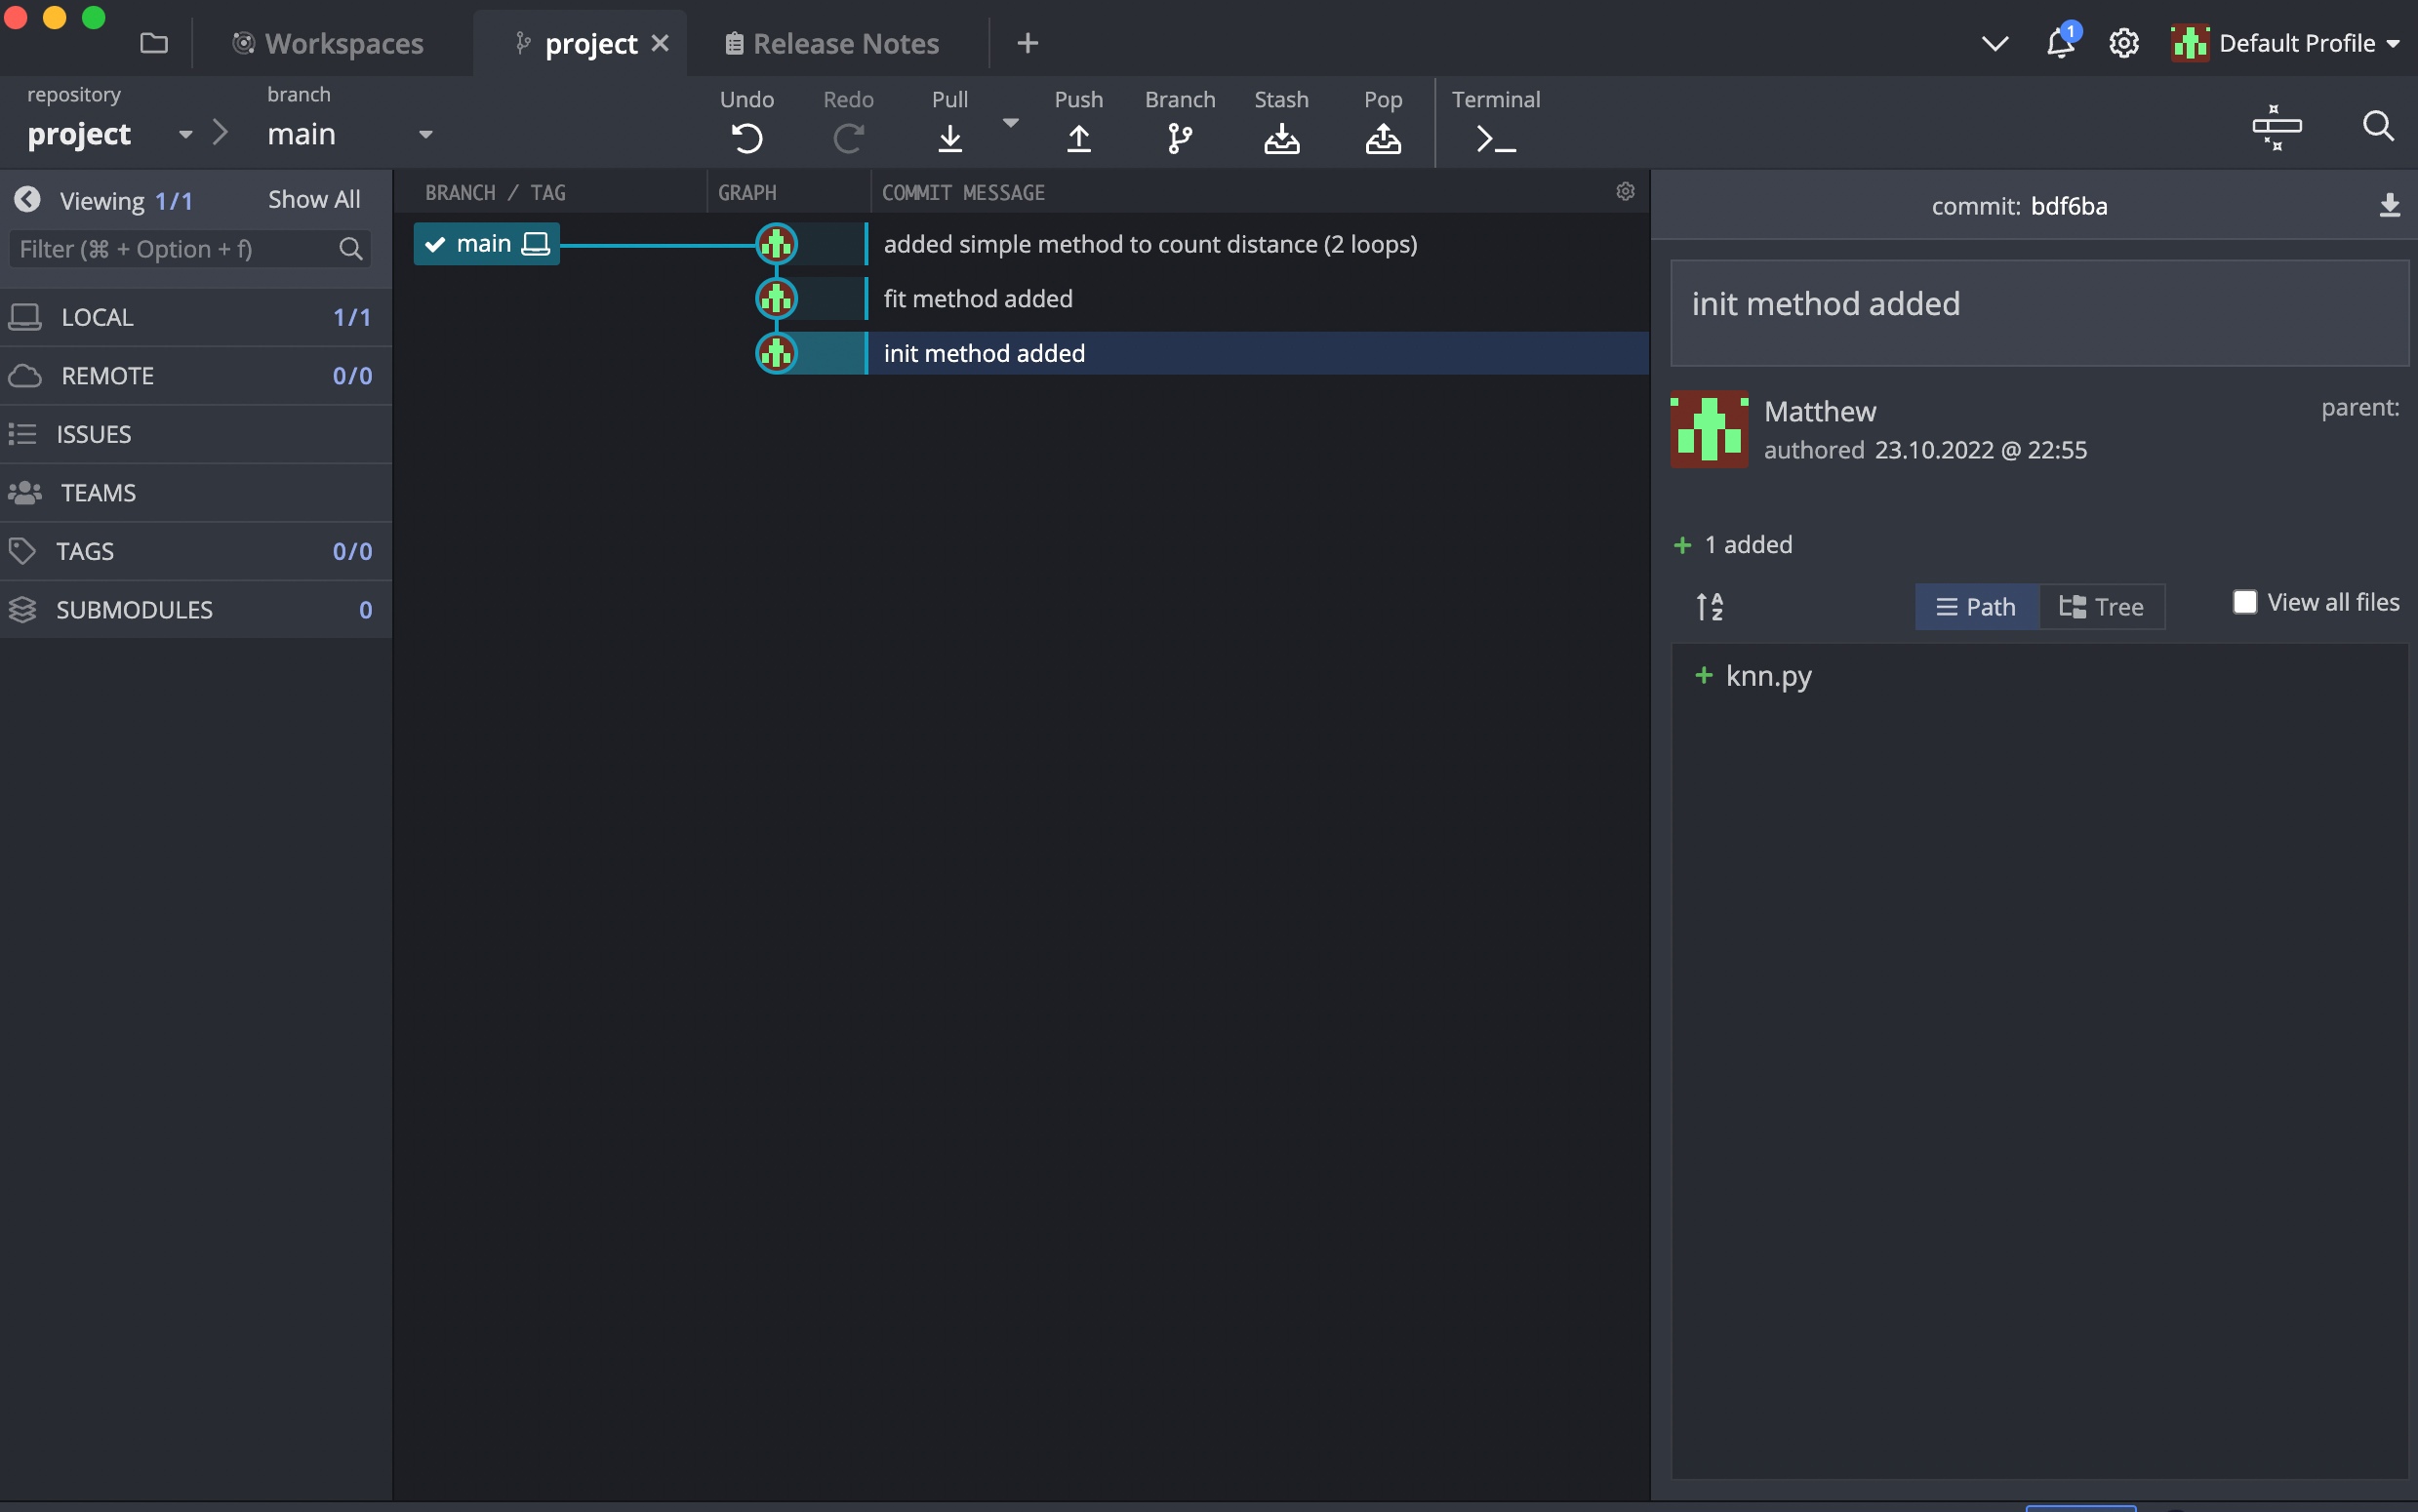 Workspaces
project
Release Notes
1
Default Profile
repository
project
branch
main
Undo
Redo
Pull
Push
Branch
Stash
Pop
Terminal
Viewing 1/1
Show All
Filter (⌘ + Option + f)
LOCAL 1/1
REMOTE 0/0
ISSUES
TEAMS
TAGS 0/0
SUBMODULES 0
BRANCH / TAG
GRAPH
COMMIT MESSAGE
main
added simple method to count distance (2 loops)
fit method added
init method added
commit: bdf6ba
init method added
Matthew
authored 23.10.2022 @ 22:55
parent:
1 added
A
Z
Path
Tree
View all files
knn.py